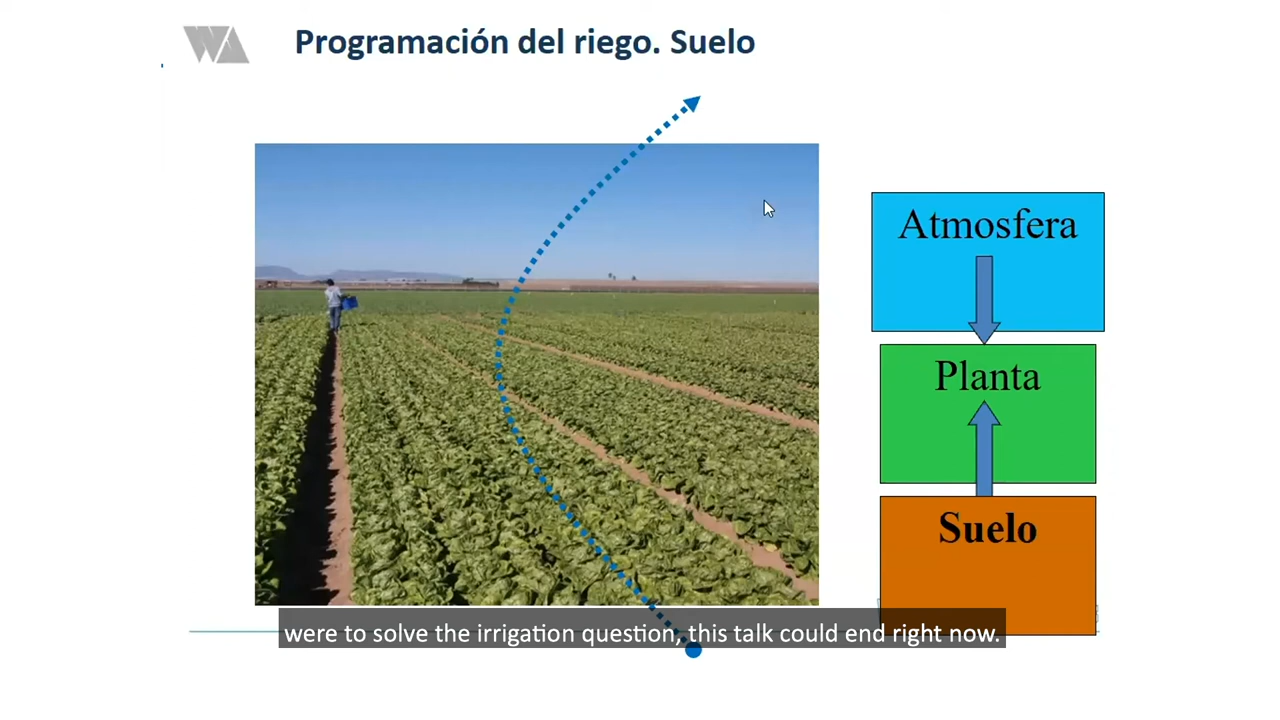 WA
Programación del riego. Suelo
Atmosfera
Planta
Suelo
were to solve the irrigation question, this talk could end right now.